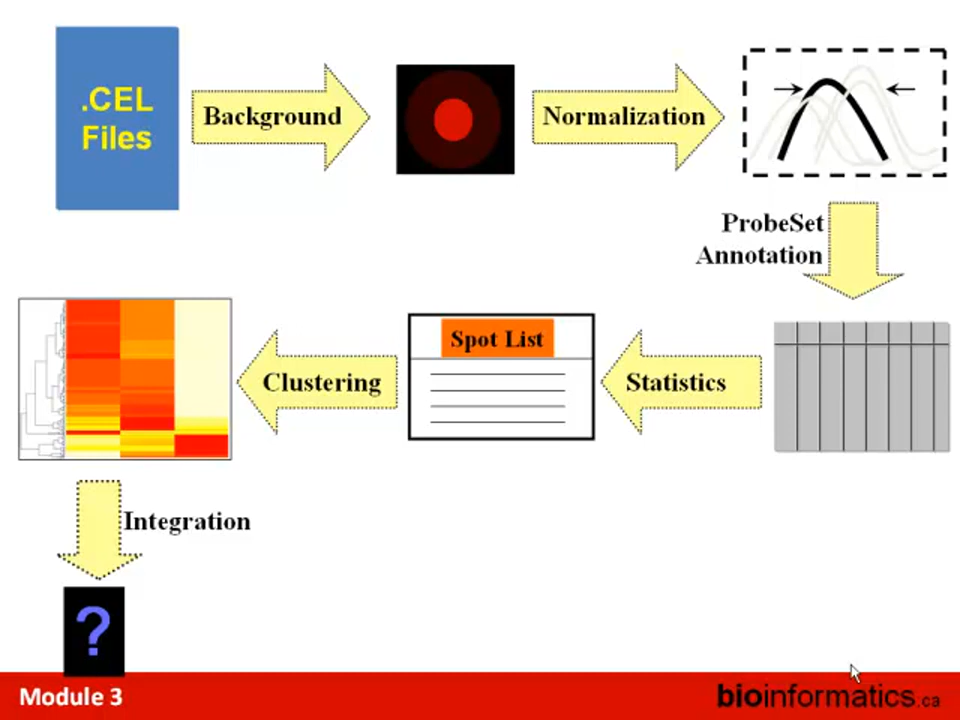 .CEL
Files
Background
Normalization
ProbeSet
Annotation
Statistics
Spot List
Clustering
Integration
?
Module 3
bioinformatics.ca